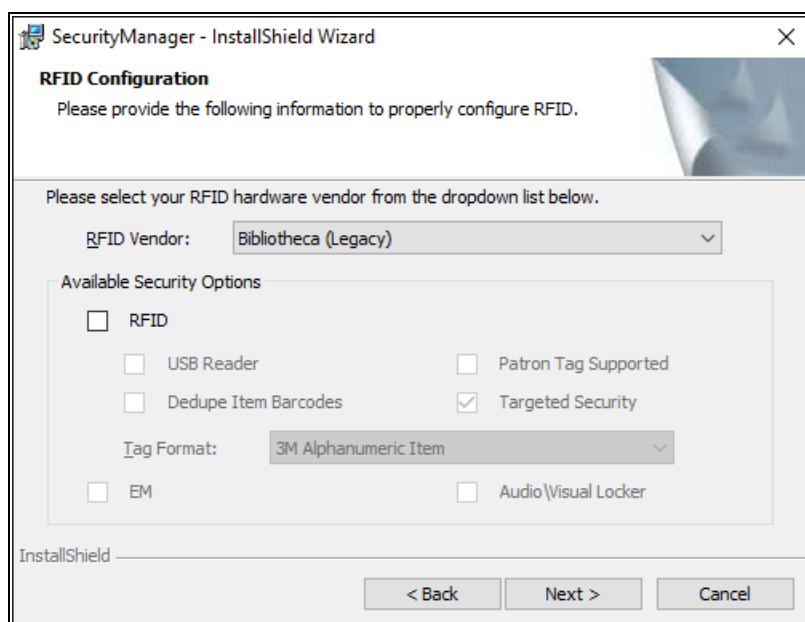 SecurityManager - InstallShield Wizard
RFID Configuration
Please provide the following information to properly configure RFID.
Please select your RFID hardware vendor from the dropdown list below.
RFID Vendor: Bibliotheca (Legacy)
Available Security Options
RFID
USB Reader Patron Tag Supported
Dedupe Item Barcodes Targeted Security
Tag Format: 3M Alphanumeric Item
EM Audio\Visual Locker
InstallShield
< Back Next > Cancel